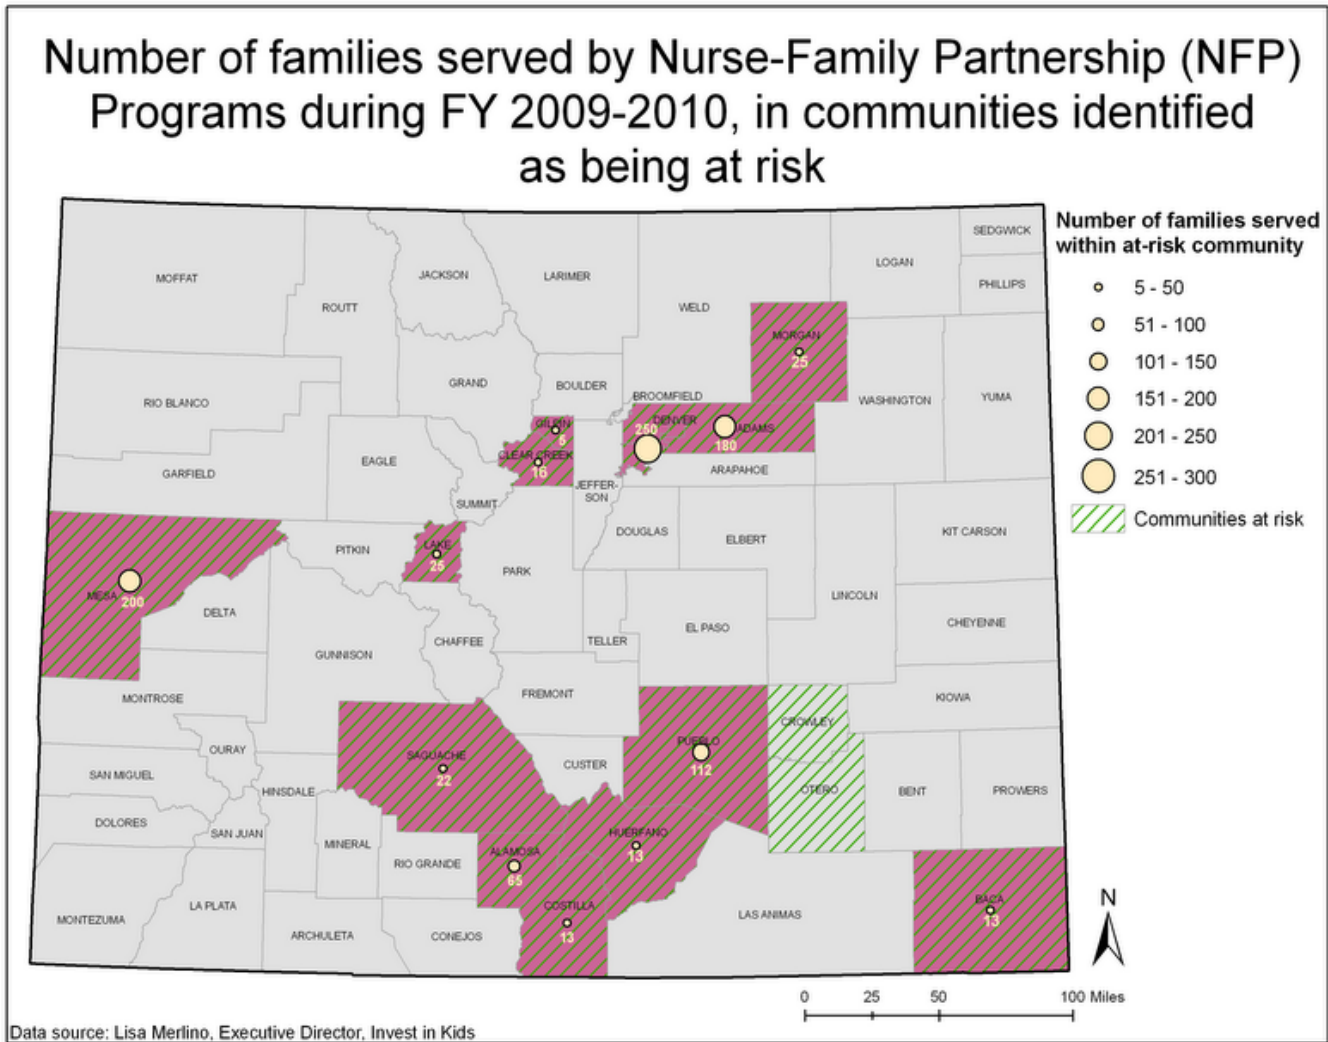 Number of families served by Nurse-Family Partnership (NFP)
Programs during FY 2009-2010, in communities identified
as being at risk
Number of families served
within at-risk community
5 - 50
51 - 100
101 - 150
151 - 200
201 - 250
251 - 300
Communities at risk
SEDGWICK
LOGAN
JACKSON
LARIMER
MOFFAT
PHILLIPS
ROUTT
WELD
MORGAN
25
GRAND
BOULDER
BROOMFIELD
WASHINGTON
YUMA
RIO BLANCO
GILPIN
5
DENVER
250
ADAMS
180
CLEAR CREEK
16
EAGLE
GARFIELD
ARAPAHOE
JEFFER-
SON
SUMMIT
DOUGLAS
ELBERT
KIT CARSON
PITKIN
LAKE
25
PARK
MESA
200
DELTA
LINCOLN
CHEYENNE
EL PASO
TELLER
CHAFFEE
GUNNISON
FREMONT
MONTROSE
KIOWA
CROWLEY
PUEBLO
112
OURAY
SAGUACHE
22
CUSTER
SAN MIGUEL
HINSDALE
OTERO
BENT
PROWERS
DOLORES
SAN JUAN
MINERAL
HUERFANO
13
RIO GRANDE
ALAMOSA
65
BACA
13
COSTILLA
13
LA PLATA
MONTEZUMA
LAS ANIMAS
ARCHULETA
CONEJOS
N
0 25 50 100 Miles
Data source: Lisa Merlino, Executive Director, Invest in Kids